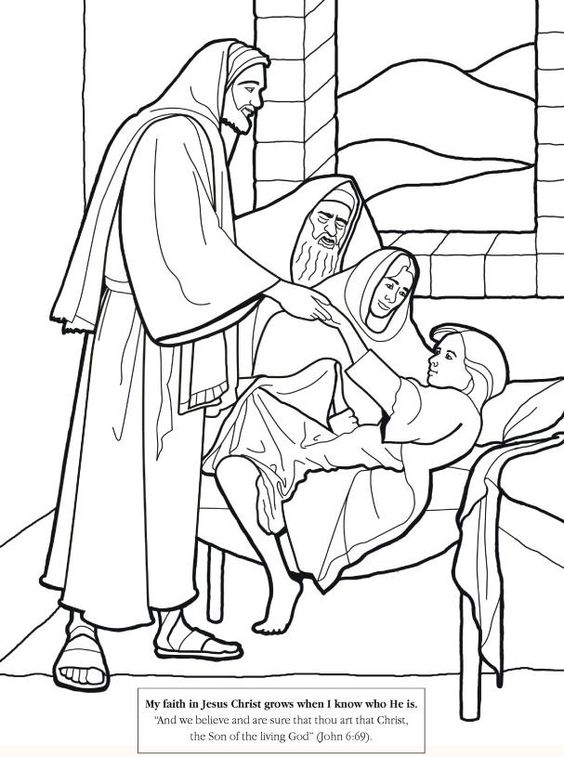 My faith in Jesus Christ grows when I know who He is.
“And we believe and are sure that thou art that Christ,
the Son of the living God” (John 6:69).